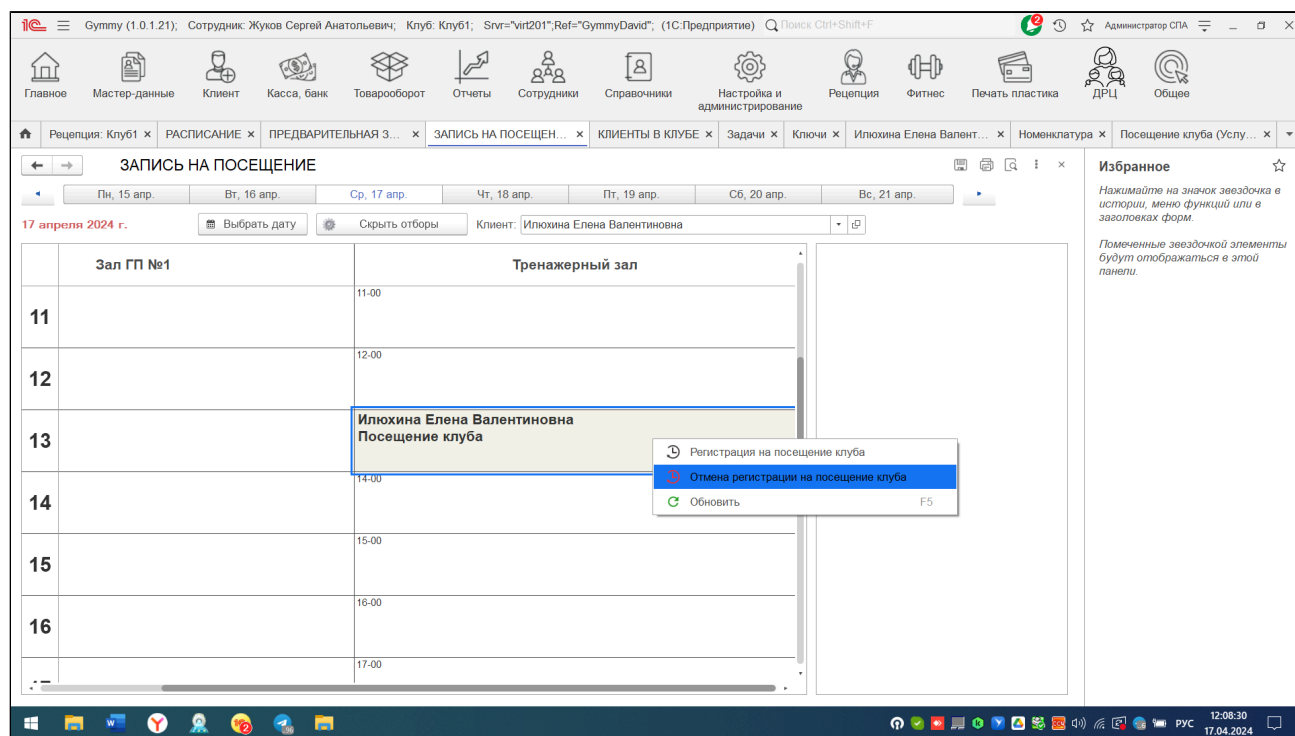 Gymmy (1.0.1.21); Сотрудник: Жуков Сергей Анатольевич; Клуб: Клуб1; Srvr="virt201";Ref="GymmyDavid"; (1С:Предприятие) Поиск Ctrl+Shift+F 2 Администратор СПА
Главное Мастер-данные Клиент Касса, банк Товарооборот Отчеты Сотрудники Справочники Настройка и администрирование Рецепция Фитнес Печать пластика ДРЦ Общее
Рецепция: Клуб1 РАСПИСАНИЕ ПРЕДВАРИТЕЛЬНАЯ З... ЗАПИСЬ НА ПОСЕЩЕН... КЛИЕНТЫ В КЛУБЕ Задачи Ключи Илюхина Елена Валент... Номенклатура Посещение клуба (Услу...
ЗАПИСЬ НА ПОСЕЩЕНИЕ
Пн, 15 апр. Вт, 16 апр. Ср, 17 апр. Чт, 18 апр. Пт, 19 апр. Сб, 20 апр. Вс, 21 апр.
17 апреля 2024 г. Выбрать дату Скрыть отборы Клиент: Илюхина Елена Валентиновна
Избранное
Нажимайте на значок звездочка в
истории, меню функций или в
заголовках форм.
Помеченные звездочкой элементы
будут отображаться в этой
панели.
Зал ГП №1 Тренажерный зал
11 11-00
12 12-00
13 Илюхина Елена Валентиновна
Посещение клуба
Регистрация на посещение клуба
Отмена регистрации на посещение клуба
Обновить F5
14 14-00
15 15-00
16 16-00
17-00
12:08:30
РУС
17.04.2024